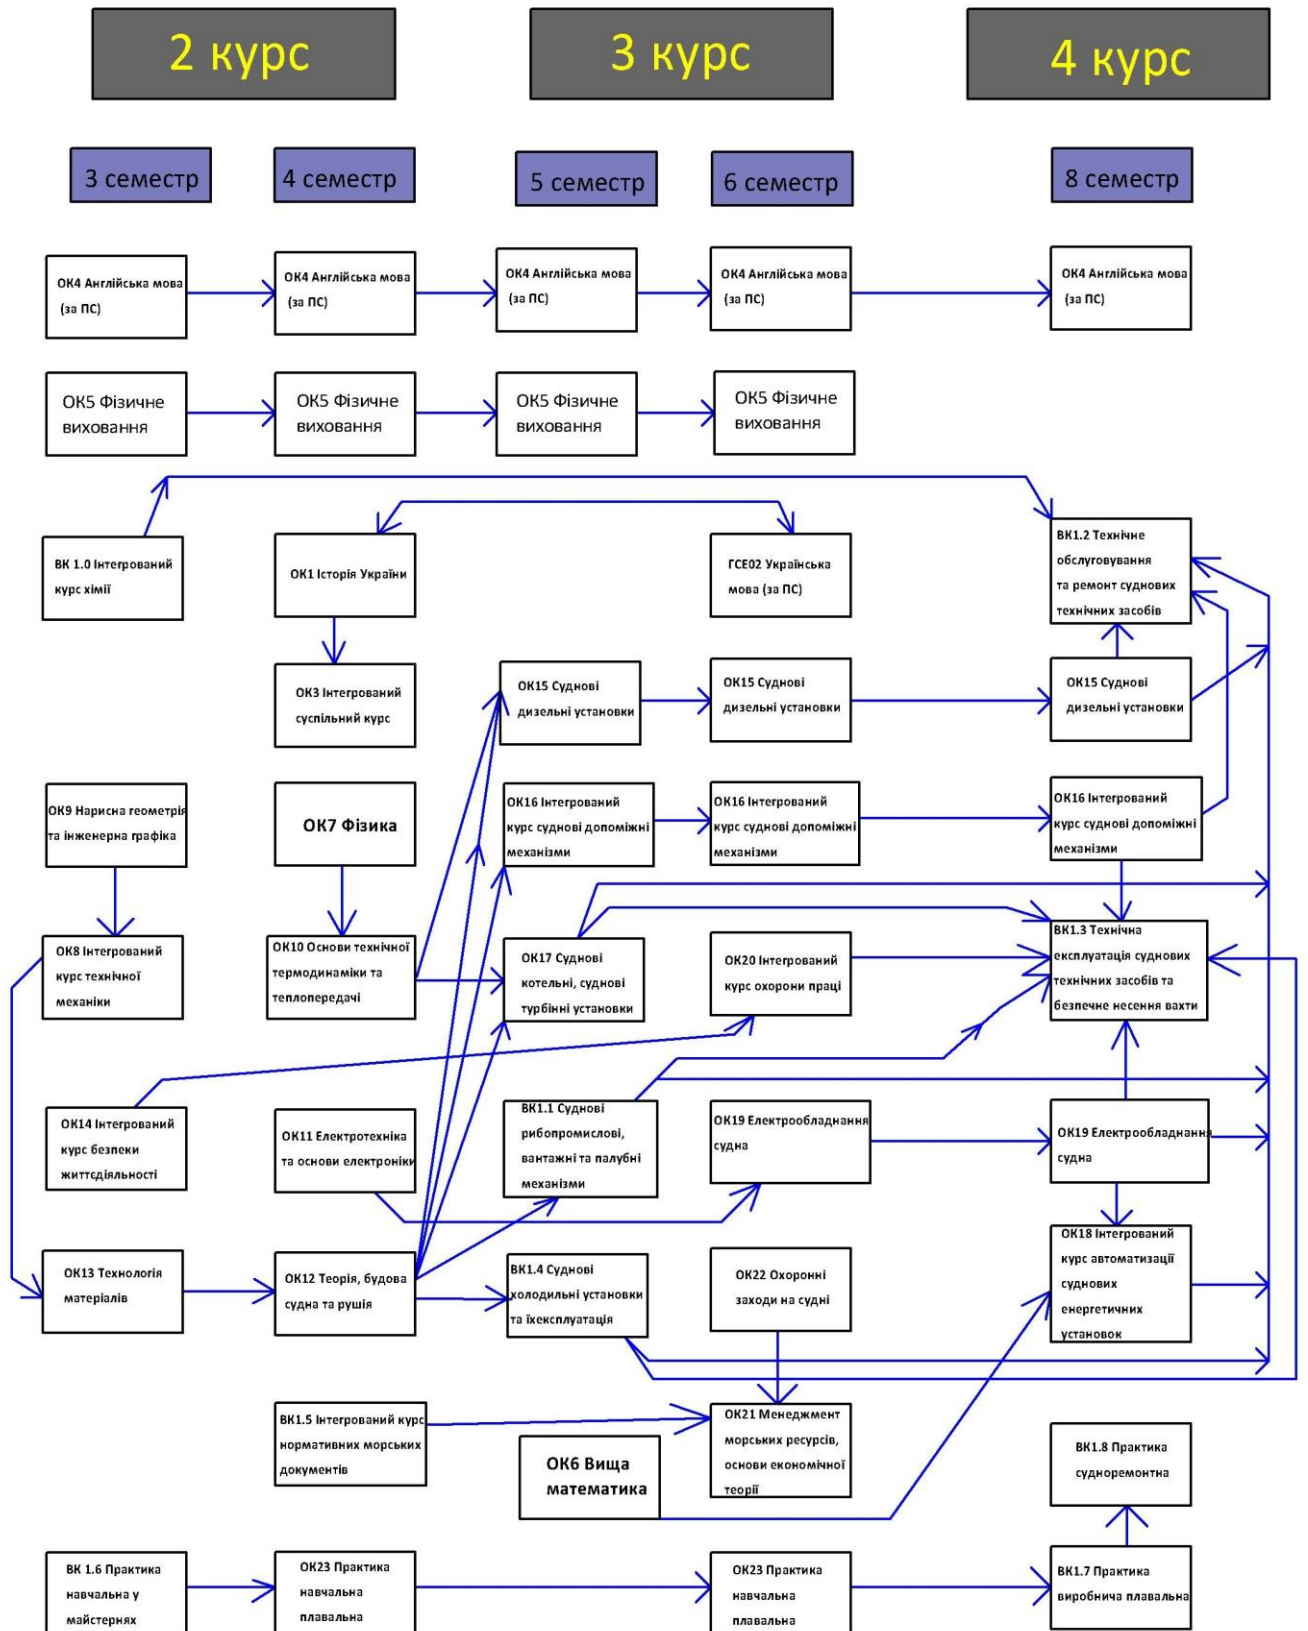 2 курс
3 курс
4 курс
3 семестр
4 семестр
5 семестр
6 семестр
8 семестр
ОК4 Англійська мова
(за ПС)
ОК4 Англійська мова
(за ПС)
ОК4 Англійська мова
(за ПС)
ОК4 Англійська мова
(за ПС)
ОК4 Англійська мова
(за ПС)
ОК5 Фізичне
виховання
ОК5 Фізичне
виховання
ОК5 Фізичне
виховання
ОК5 Фізичне
виховання
ВК 1.0 Інтегрований
курс хімії
ОК1 Історія України
ГСЕ02 Українська
мова (за ПС)
ВК1.2 Технічне
обслуговування
та ремонт суднових
технічних засобів
ОК3 Інтегрований
суспільний курс
ОК15 Суднові
дизельні установки
ОК15 Суднові
дизельні установки
ОК15 Суднові
дизельні установки
ОК9 Нарисна геометрія
та інженерна графіка
ОК7 Фізика
ОК16 Інтегрований
курс суднові допоміжні
механізми
ОК16 Інтегрований
курс суднові допоміжні
механізми
ОК16 Інтегрований
курс суднові допоміжні
механізми
ОК8 Інтегрований
курс технічної
механіки
ОК10 Основи технічної
термодинаміки та
теплопередачі
ОК17 Суднові
котельні, суднові
турбінні установки
ОК20 Інтегрований
курс охорони праці
ВК1.3 Технічна
експлуатація суднових
технічних засобів та
безпечне несення вахти
ОК14 Інтегрований
курс безпеки
життєдіяльності
ОК11 Електротехніка
та основи електроніки
ВК1.1 Суднові
рибопромислові,
вантажні та палубні
механізми
ОК19 Електрообладнання
судна
ОК19 Електрообладнання
судна
ОК13 Технологія
матеріалів
ОК12 Теорія, будова
судна та рушія
ВК1.4 Суднові
холодильні установки
та їхексплуатація
ОК22 Охоронні
заходи на судні
ОК18 Інтегрований
курс автоматизації
суднових
енергетичних
установок
ВК1.5 Інтегрований курс
нормативних морських
документів
ОК6 Вища
математика
ОК21 Менеджмент
морських ресурсів,
основи економічної
теорії
ВК1.8 Практика
судноремонтна
ВК 1.6 Практика
навчальна у
майстернях
ОК23 Практика
навчальна
плавальна
ОК23 Практика
навчальна
плавальна
ВК1.7 Практика
виробнича плавальна